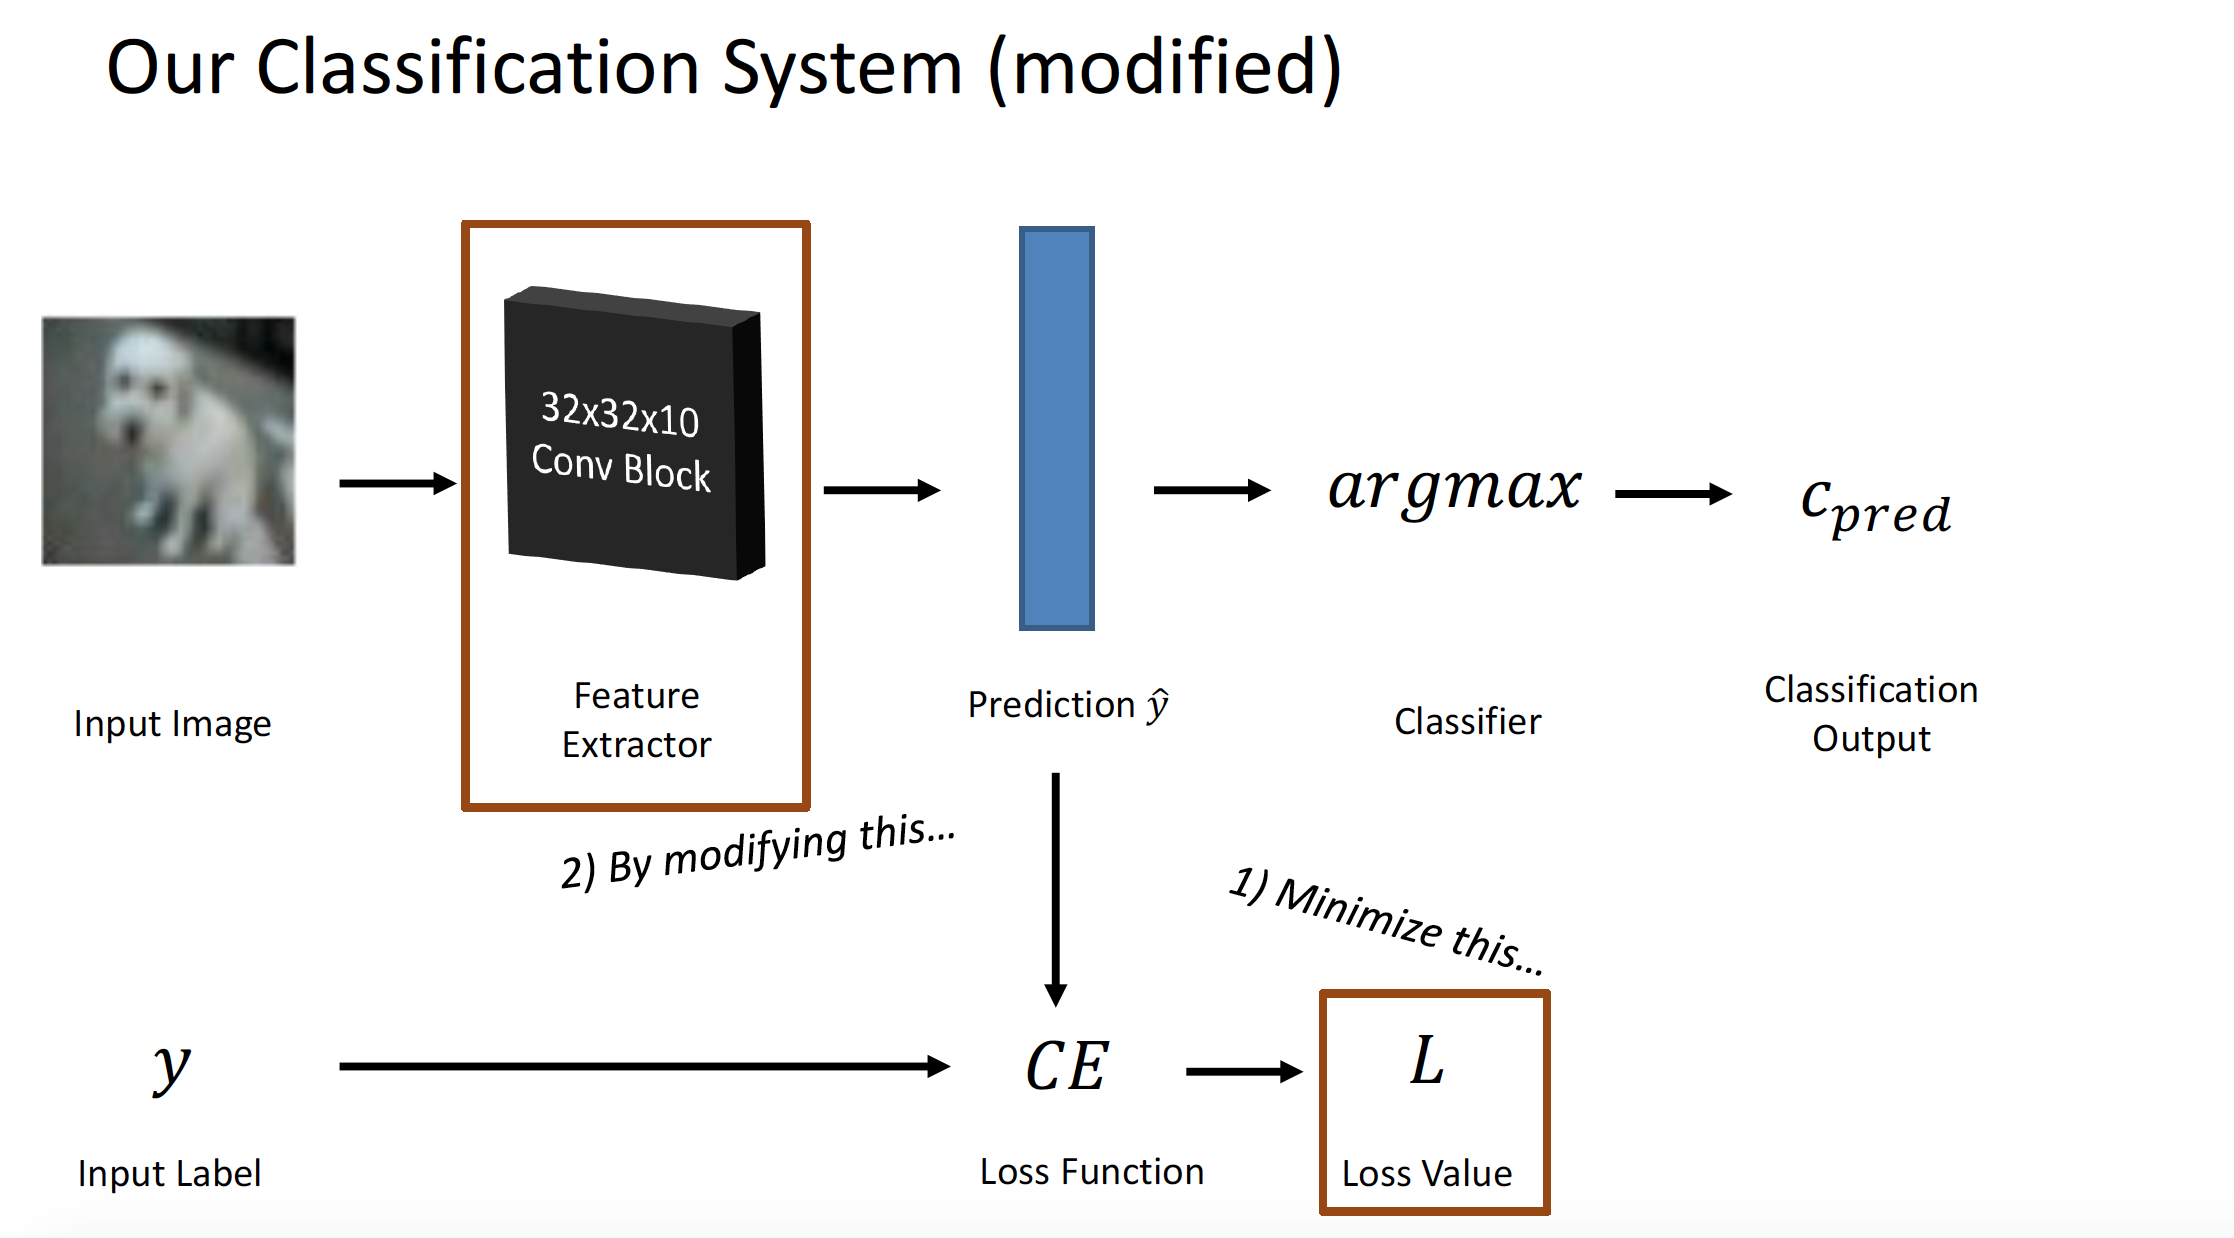 Our Classification System (modified)
32x32x10
Conv Block
argmax
c_pred
Input Image
Feature
Extractor
Prediction ŷ
Classifier
Classification
Output
2) By modifying this...
1) Minimize this...
y
CE
L
Input Label
Loss Function
Loss Value